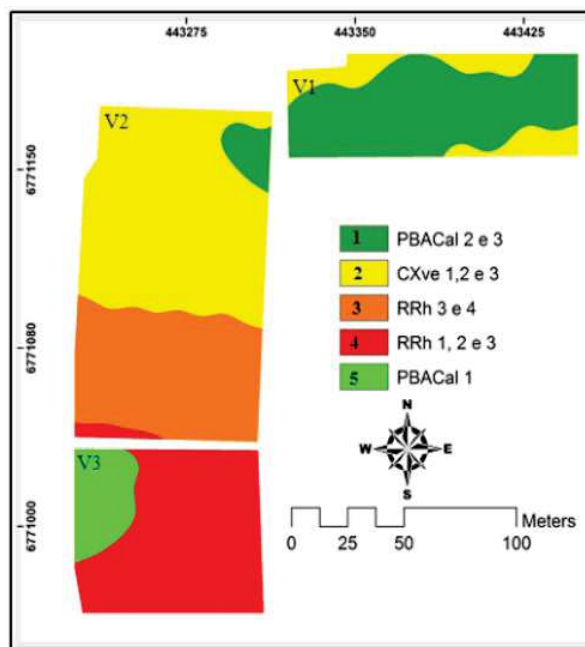 443275 443350 443425
V1
V2
6771150
1 PBACal 2 e 3
2 CXve 1,2 e 3
3 RRh 3 e 4
4 RRh 1, 2 e 3
5 PBACal 1
6771080
N
W E
S
V3
6771000
Meters
0 25 50 100